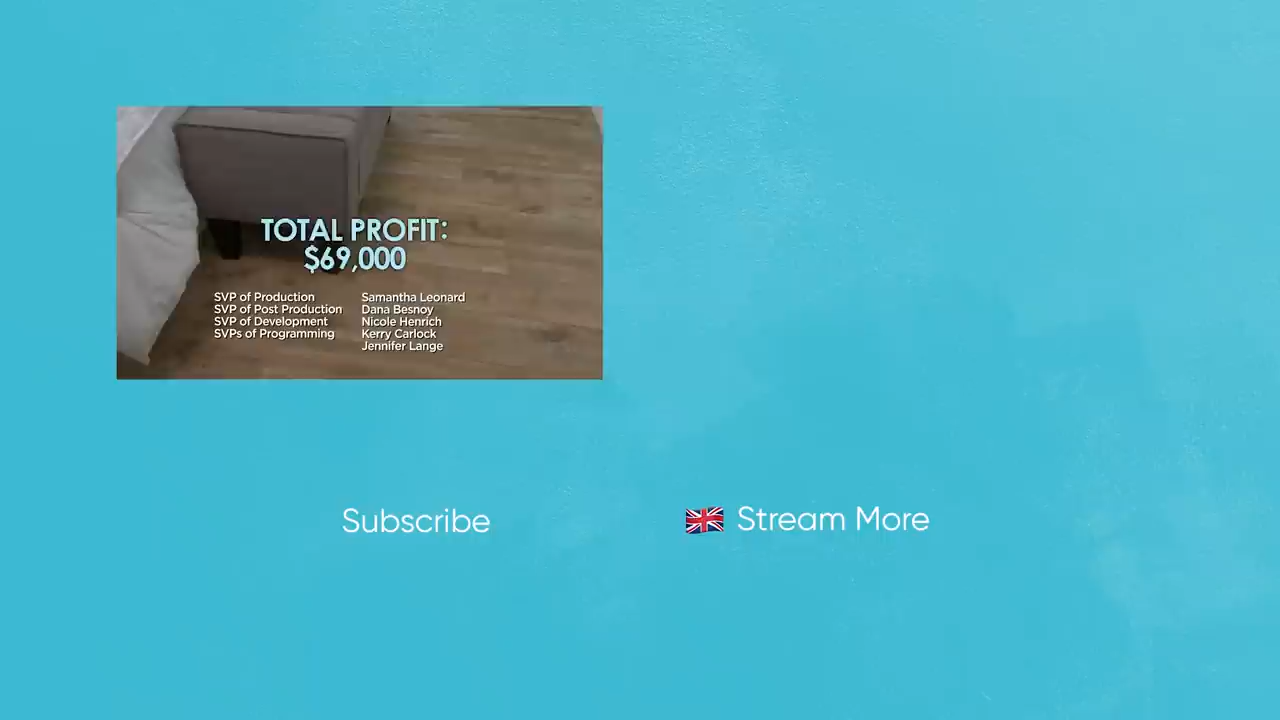 TOTAL PROFIT:
$69,000
SVP of Production Samantha Leonard
SVP of Post Production Dana Besnoy
SVP of Development Nicole Henrich
SVPs of Programming Kerry Carlock
Jennifer Lange
Subscribe
Stream More